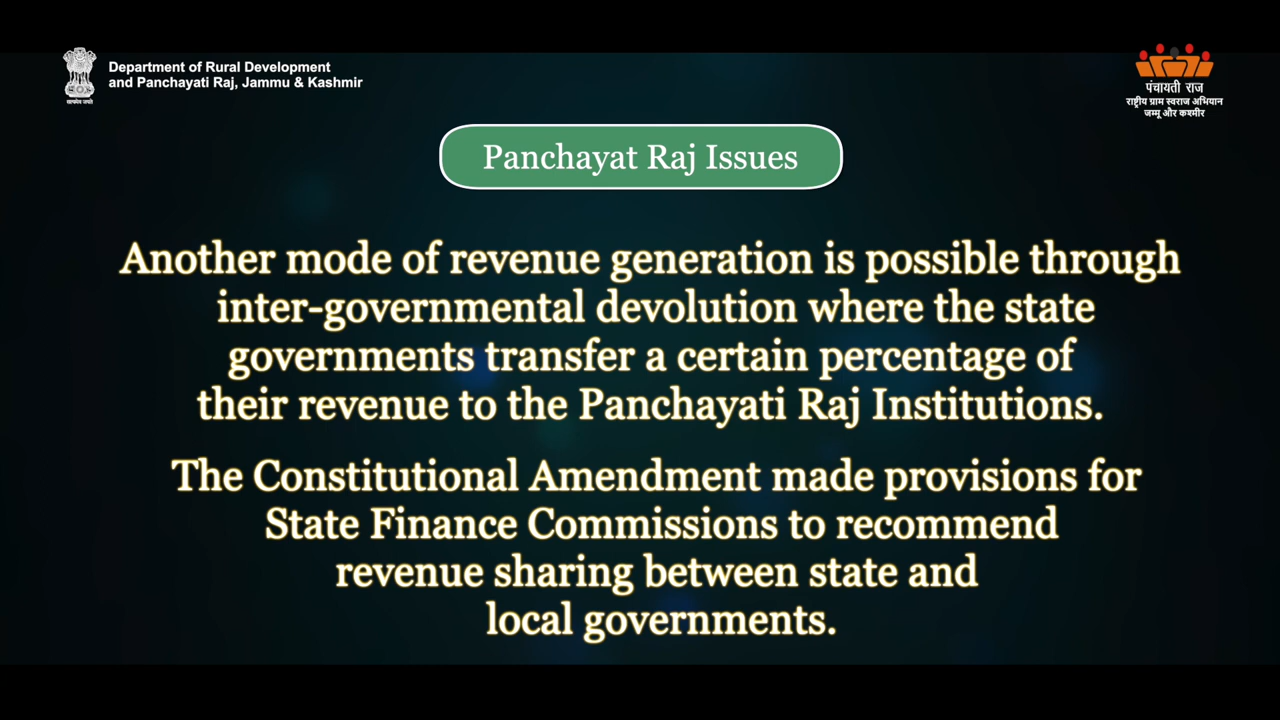 Department of Rural Development
and Panchayati Raj, Jammu & Kashmir
सत्यमेव जयते
पंचायती राज
राष्ट्रीय ग्राम स्वराज अभियान
जम्मू और कश्मीर
Panchayat Raj Issues
Another mode of revenue generation is possible through
inter-governmental devolution where the state
governments transfer a certain percentage of
their revenue to the Panchayati Raj Institutions.
The Constitutional Amendment made provisions for
State Finance Commissions to recommend
revenue sharing between state and
local governments.